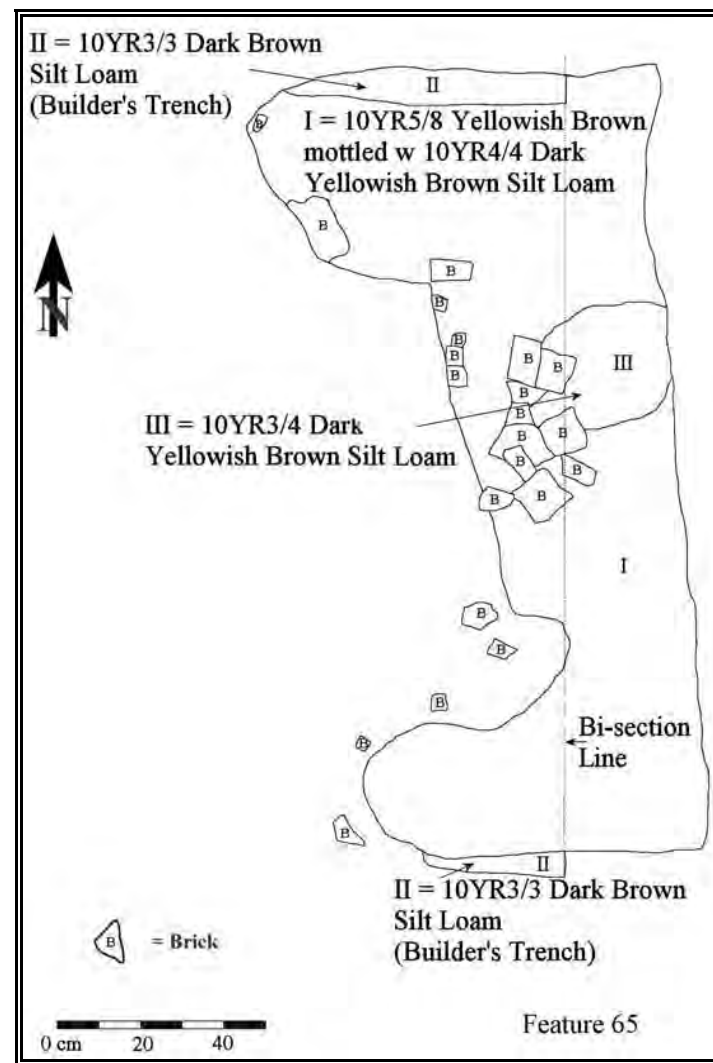 II = 10YR3/3 Dark Brown
Silt Loam
(Builder's Trench)
II
B
I = 10YR5/8 Yellowish Brown
mottled w 10YR4/4 Dark
Yellowish Brown Silt Loam
B
N
B
B
B
B
B
B
B
III
B
B
III = 10YR3/4 Dark
Yellowish Brown Silt Loam
B
B
B
B
B
B
I
B
B
B
Bi-section
Line
B
B
II
II = 10YR3/3 Dark Brown
Silt Loam
(Builder's Trench)
B = Brick
0 cm 20 40
Feature 65